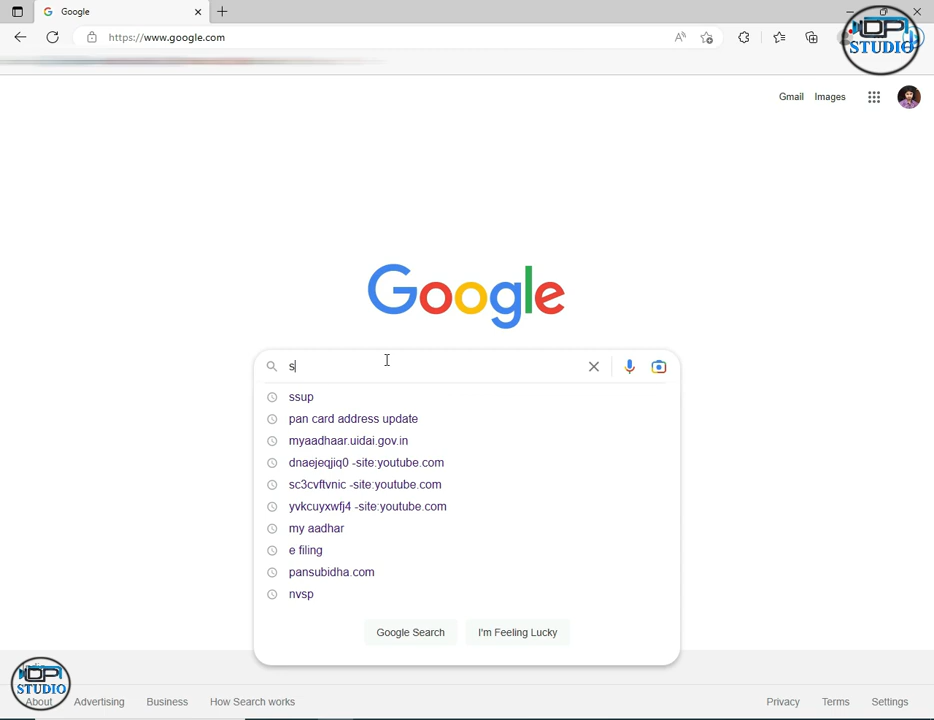 Google
https://www.google.com
DP
STUDIO
Gmail
Images
Google
s
ssup
pan card address update
myaadhaar.uidai.gov.in
dnaejeqjiq0 -site:youtube.com
sc3cvftvnic -site:youtube.com
yvkcuyxwfj4 -site:youtube.com
my aadhar
e filing
pansubidha.com
nvsp
Google Search
I'm Feeling Lucky
DP
STUDIO
About
Advertising
Business
How Search works
Privacy
Terms
Settings